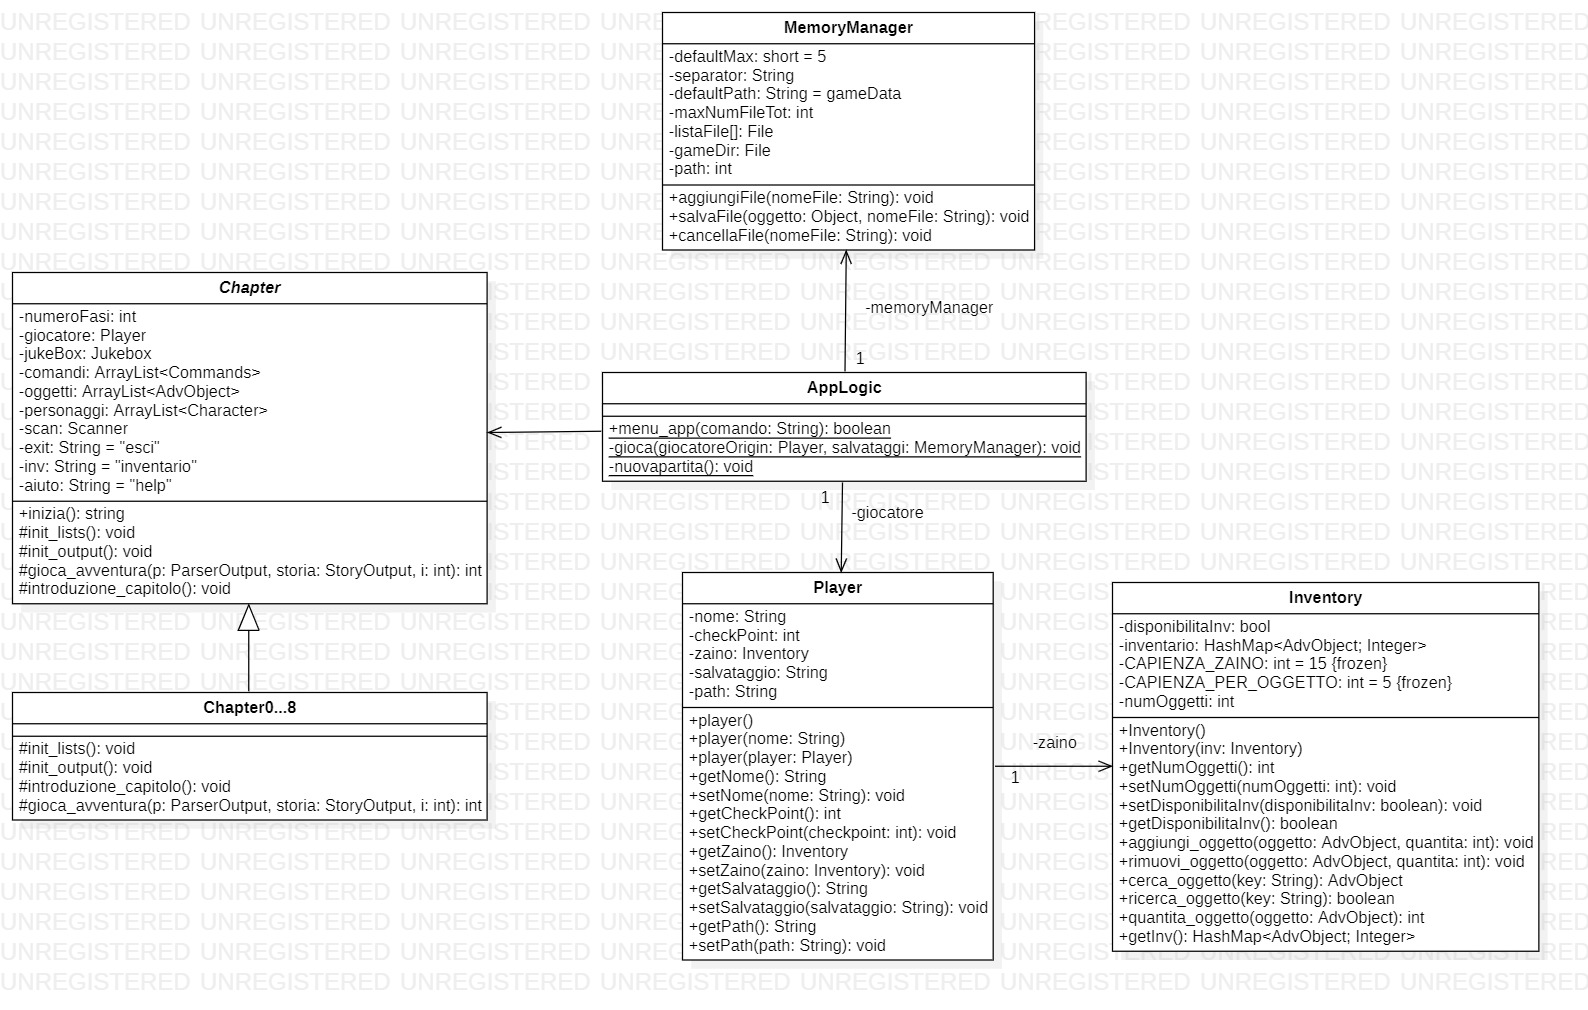 MemoryManager
-defaultMax: short = 5
-separator: String
-defaultPath: String = gameData
-maxNumFileTot: int
-listaFile[]: File
-gameDir: File
-path: int
+aggiungiFile(nomeFile: String): void
+salvaFile(oggetto: Object, nomeFile: String): void
+cancellaFile(nomeFile: String): void
-memoryManager
1
Chapter
-numeroFasi: int
-giocatore: Player
-jukeBox: Jukebox
-comandi: ArrayList<Commands>
-oggetti: ArrayList<AdvObject>
-personaggi: ArrayList<Character>
-scan: Scanner
-exit: String = "esci"
-inv: String = "inventario"
-aiuto: String = "help"
+inizia(): string
#init_lists(): void
#init_output(): void
#gioca_avventura(p: ParserOutput, storia: StoryOutput, i: int): int
#introduzione_capitolo(): void
AppLogic
+menu_app(comando: String): boolean
-gioca(giocatoreOrigin: Player, salvataggi: MemoryManager): void
-nuovapartita(): void
1
-giocatore
Chapter0...8
#init_lists(): void
#init_output(): void
#introduzione_capitolo(): void
#gioca_avventura(p: ParserOutput, storia: StoryOutput, i: int): int
Player
-nome: String
-checkPoint: int
-zaino: Inventory
-salvataggio: String
-path: String
+player()
+player(nome: String)
+player(player: Player)
+getNome(): String
+setNome(nome: String): void
+getCheckPoint(): int
+setCheckPoint(checkpoint: int): void
+getZaino(): Inventory
+setZaino(zaino: Inventory): void
+getSalvataggio(): String
+setSalvataggio(salvataggio: String): void
+getPath(): String
+setPath(path: String): void
-zaino
1
Inventory
-disponibilitaInv: bool
-inventario: HashMap<AdvObject; Integer>
-CAPIENZA_ZAINO: int = 15 {frozen}
-CAPIENZA_PER_OGGETTO: int = 5 {frozen}
-numOggetti: int
+Inventory()
+Inventory(inv: Inventory)
+getNumOggetti(): int
+setNumOggetti(numOggetti: int): void
+setDisponibilitaInv(disponibilitaInv: boolean): void
+getDisponibilitaInv(): boolean
+aggiungi_oggetto(oggetto: AdvObject, quantita: int): void
+rimuovi_oggetto(oggetto: AdvObject, quantita: int): void
+cerca_oggetto(key: String): AdvObject
+ricerca_oggetto(key: String): boolean
+quantita_oggetto(oggetto: AdvObject): int
+getInv(): HashMap<AdvObject; Integer>
UNREGISTERED